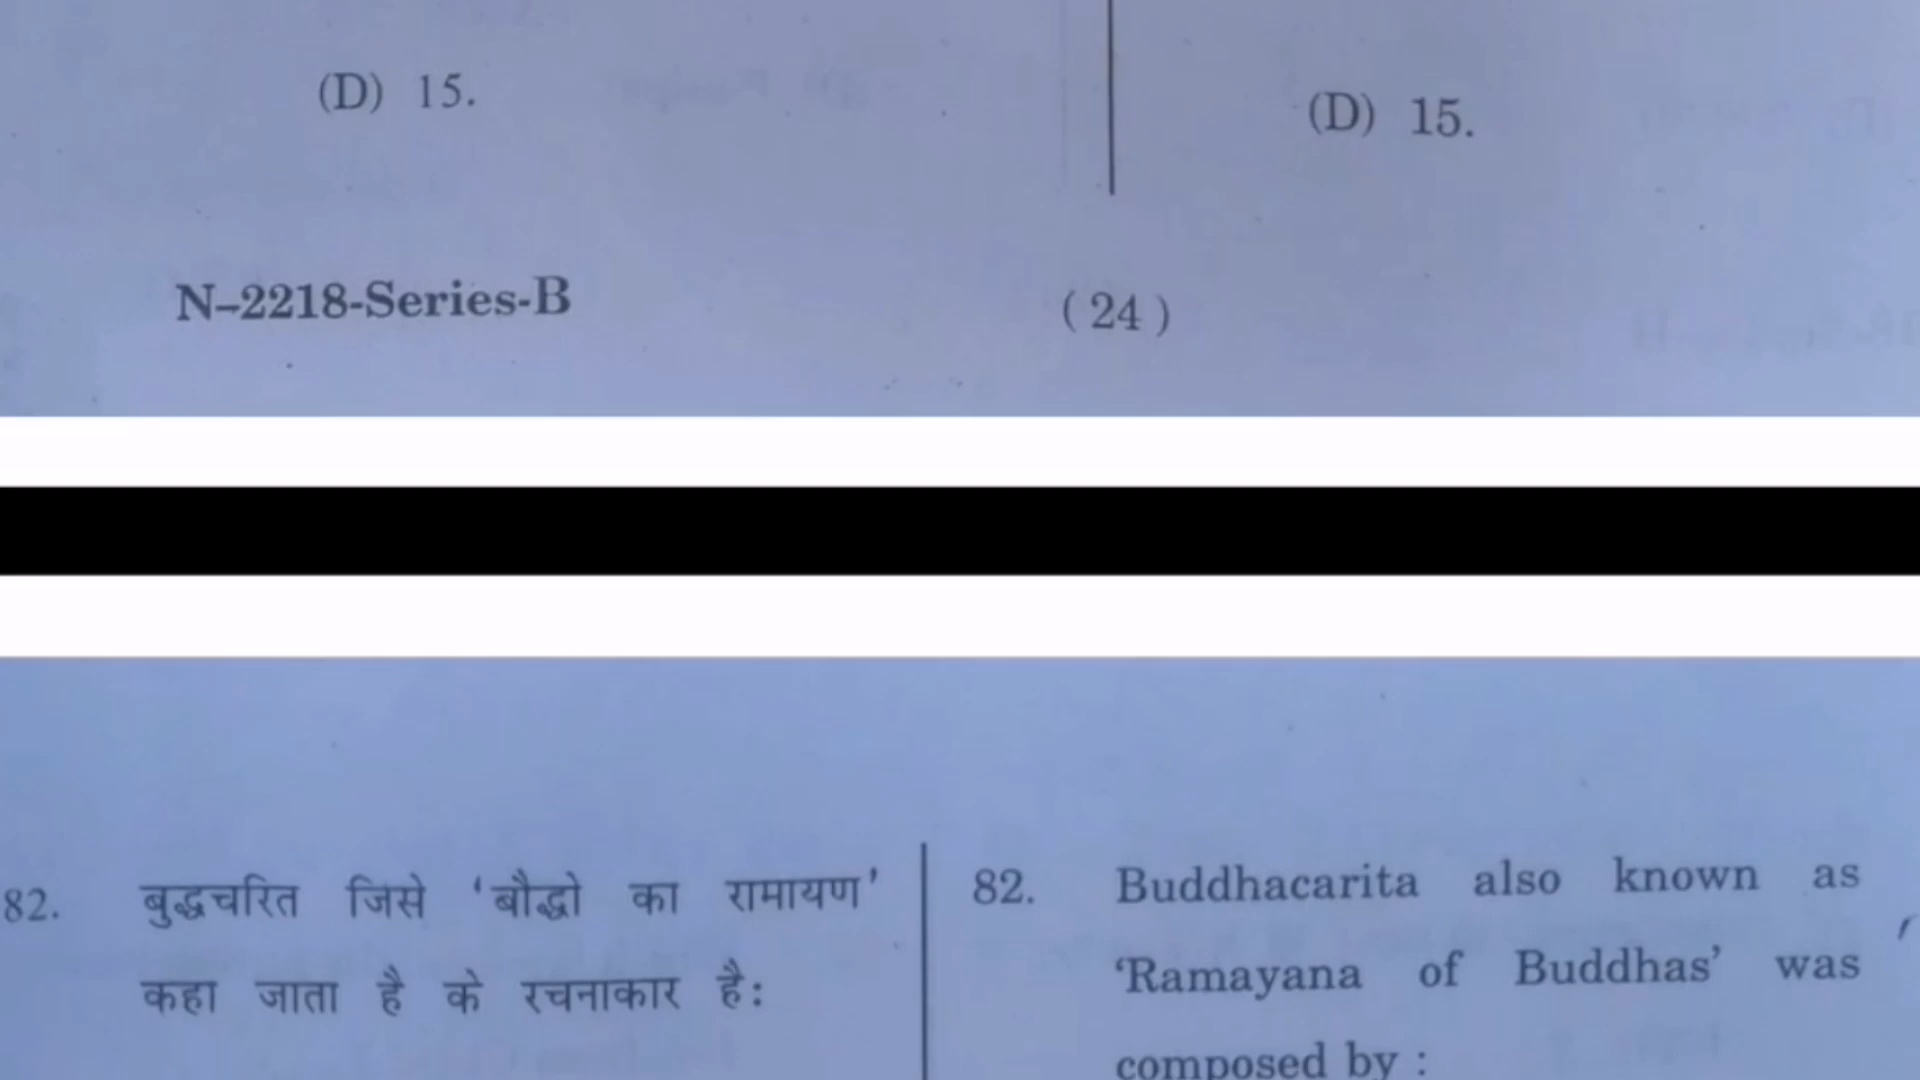 (D) 15.
(D) 15.
N–2218-Series-B
( 24 )
82. बुद्धचरित जिसे ‘बौद्धो का रामायण’
कहा जाता है के रचनाकार है:
82. Buddhacarita also known as
‘Ramayana of Buddhas’ was
composed by :